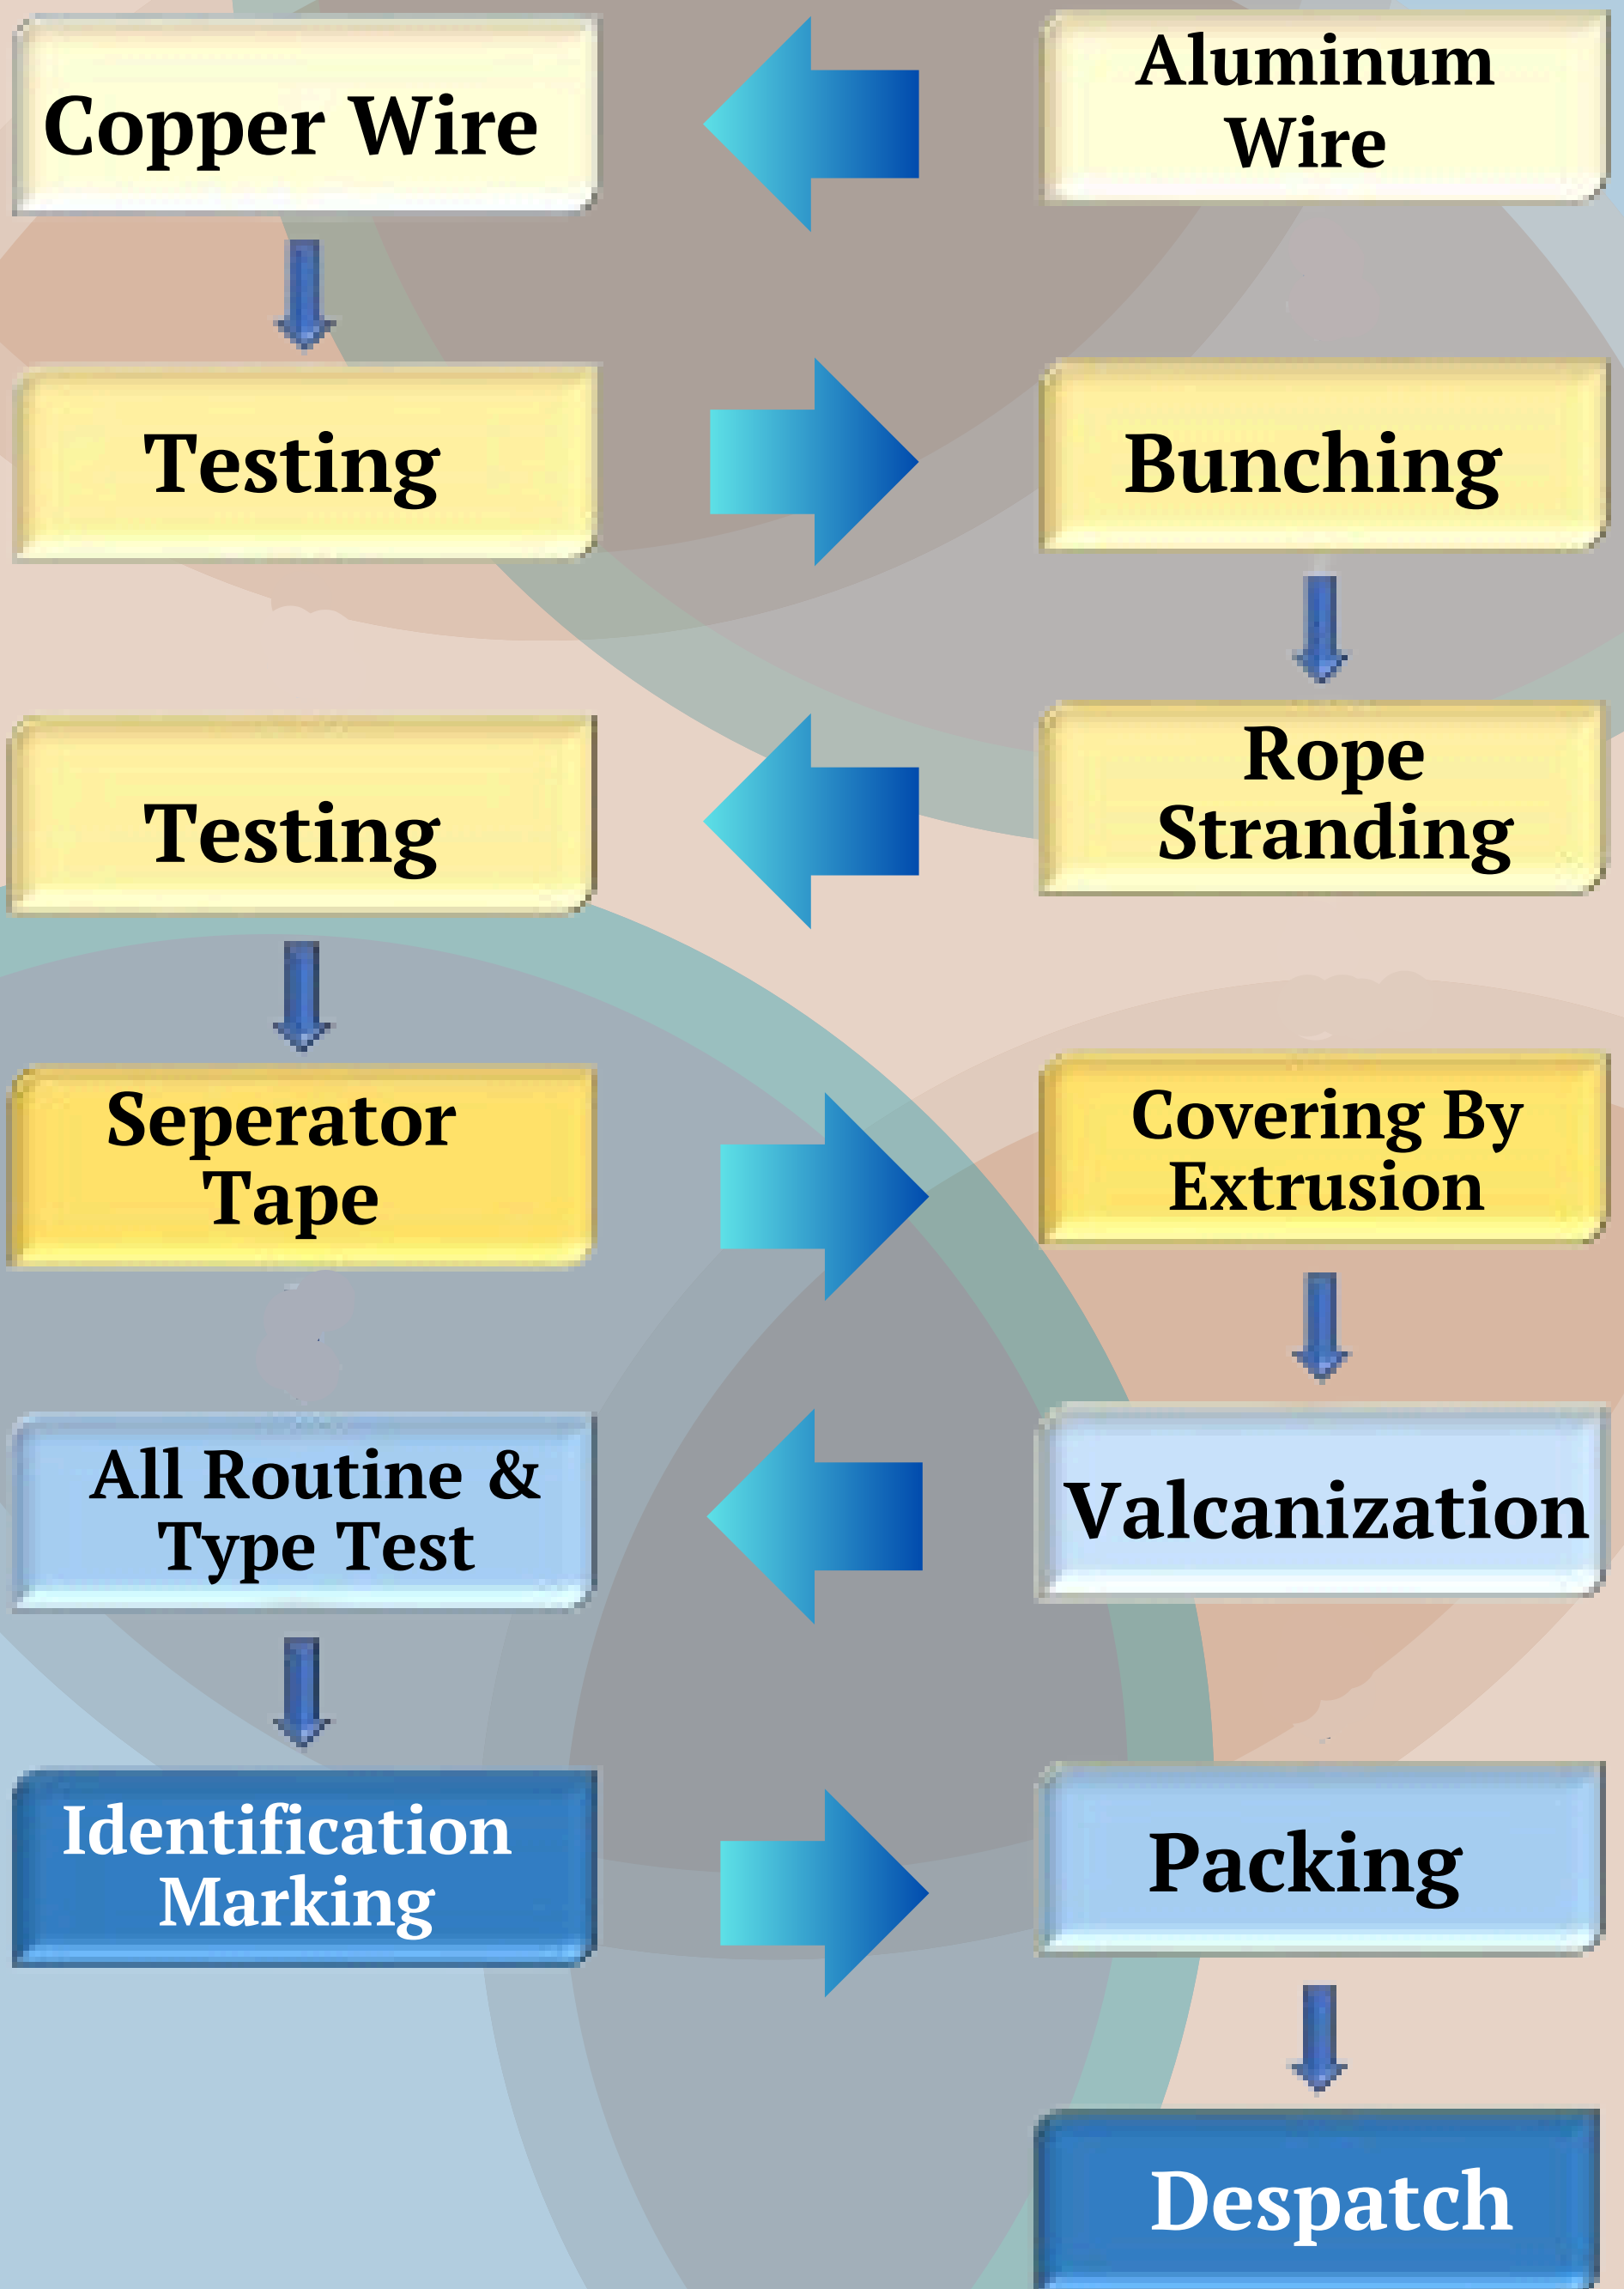 Copper Wire
Aluminum
Wire
Testing
Bunching
Testing
Rope
Stranding
Seperator
Tape
Covering By
Extrusion
All Routine &
Type Test
Valcanization
Identification
Marking
Packing
Despatch